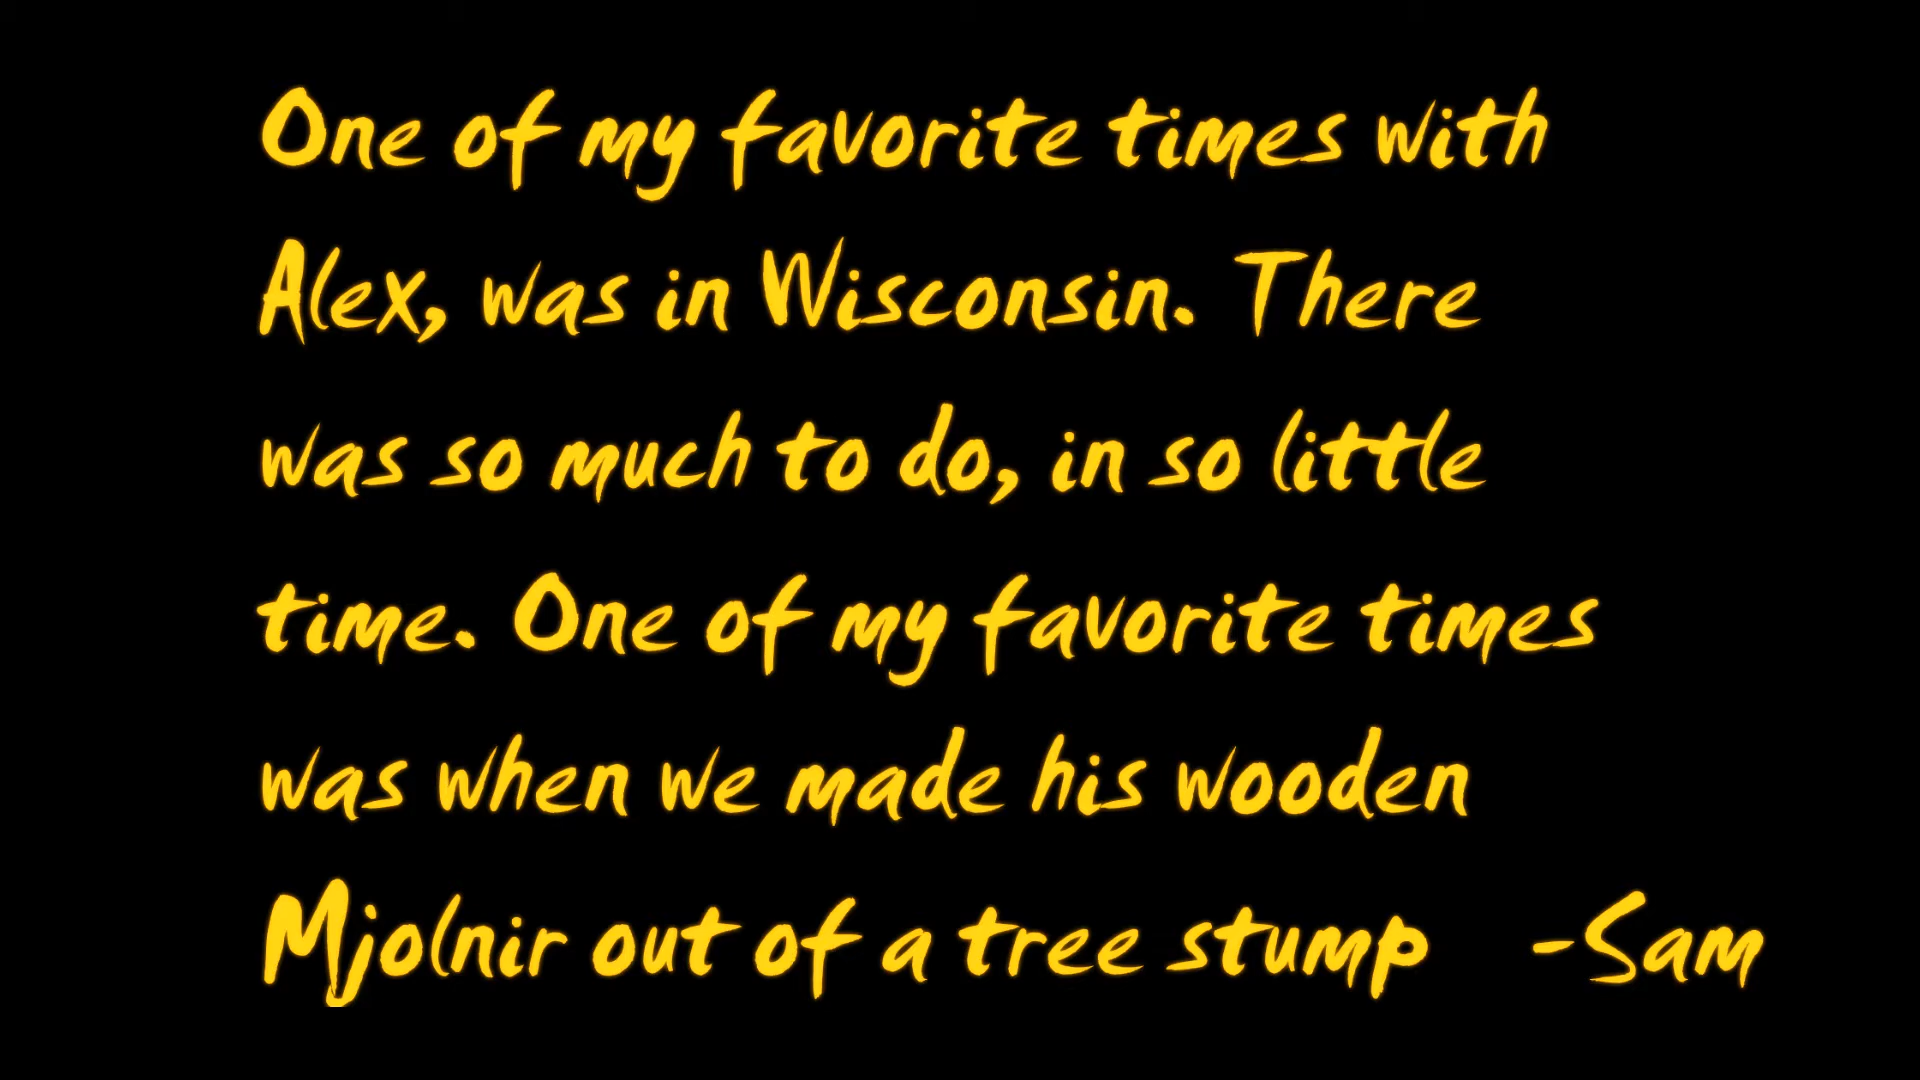 One of my favorite times with
Alex, was in Wisconsin. There
was so much to do, in so little
time. One of my favorite times
was when we made his wooden
Mjolnir out of a tree stump -Sam